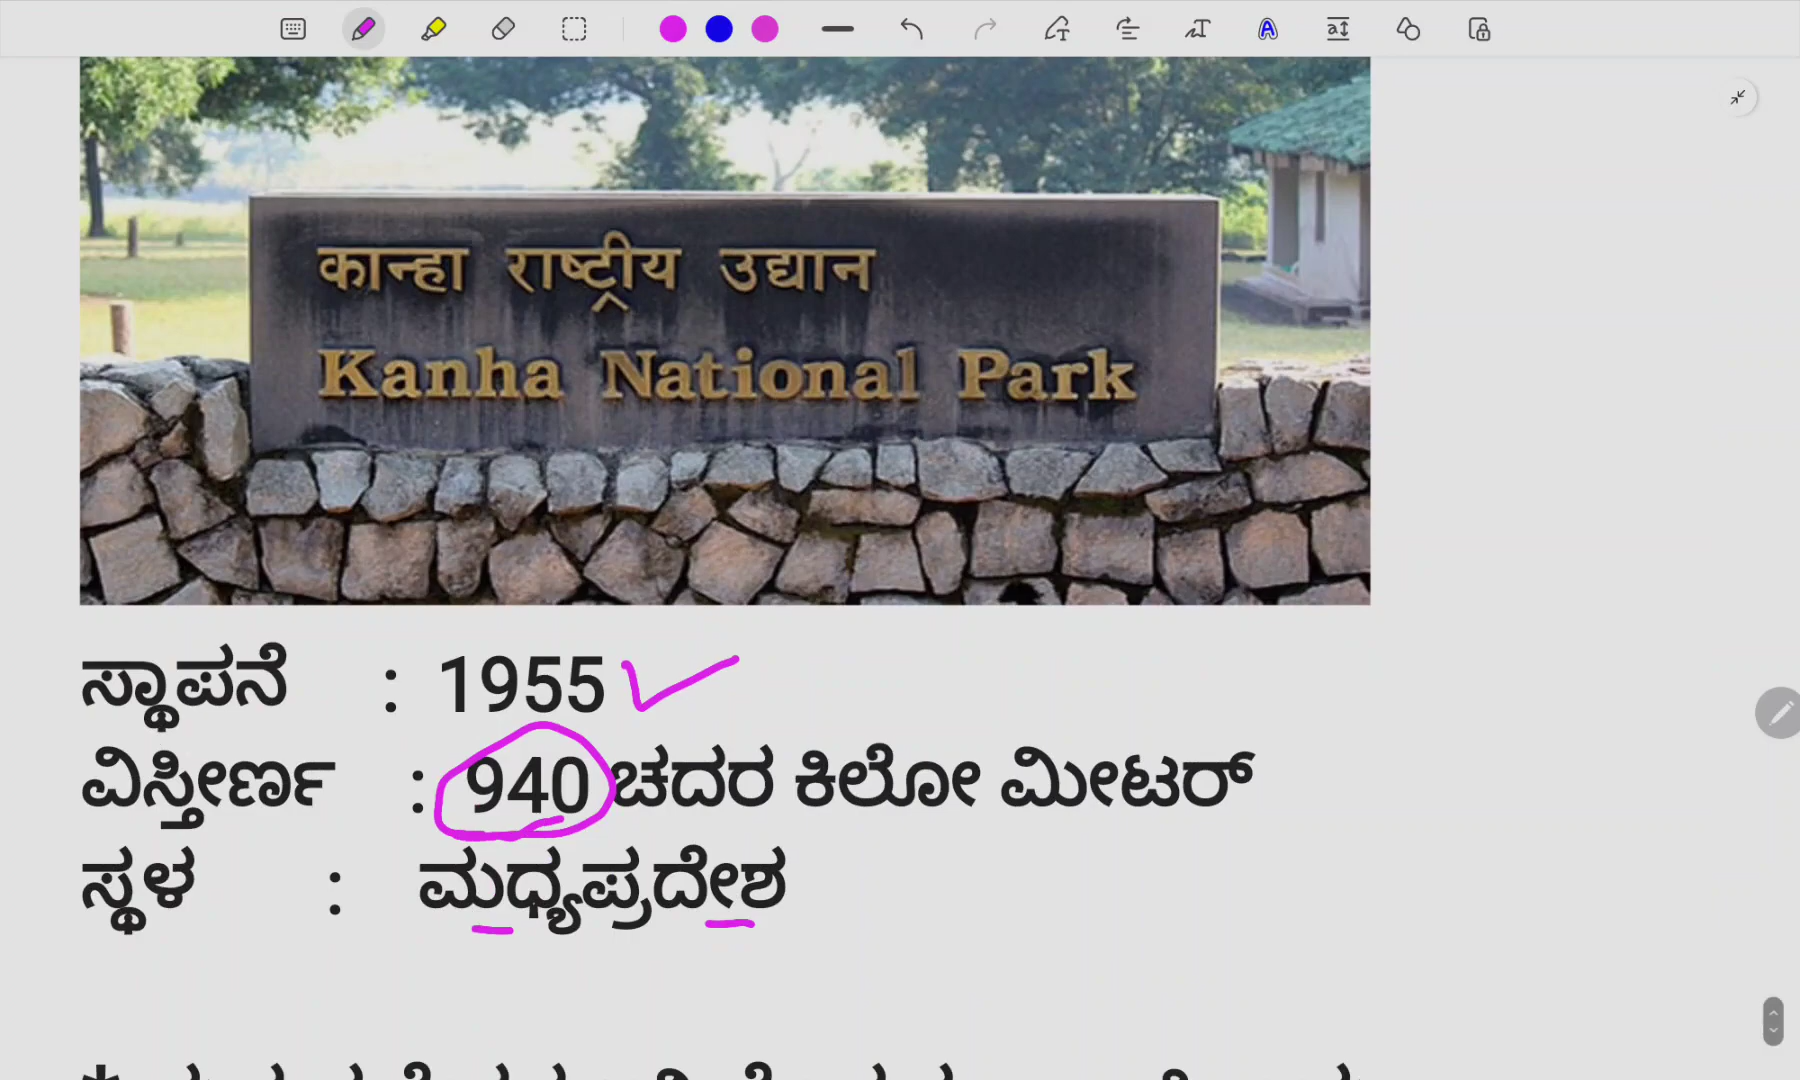 कान्हा राष्ट्रीय उद्यान
Kanha National Park
ಸ್ಥಾಪನೆ : 1955
ವಿಸ್ತೀರ್ಣ : 940 ಚದರ ಕಿಲೋ ಮೀಟರ್
ಸ್ಥಳ : ಮಧ್ಯಪ್ರದೇಶ